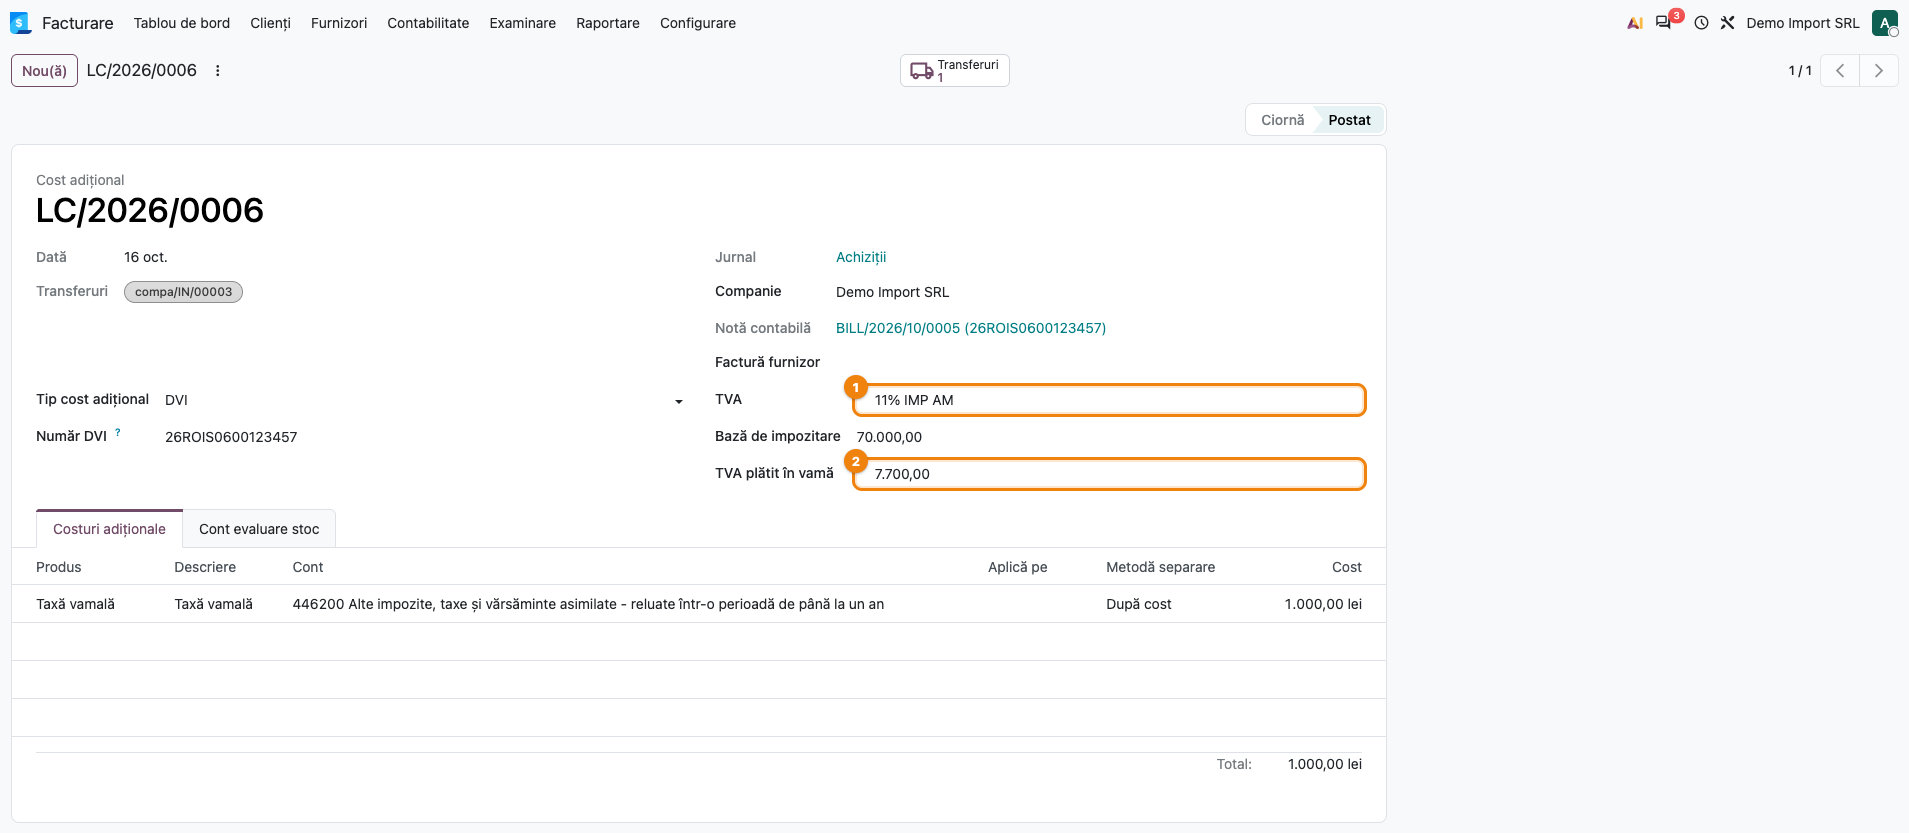 Facturare Tablou de bord Clienți Furnizori Contabilitate Examinare Raportare Configurare AI 3 Demo Import SRL A
Nou(ă) LC/2026/0006 Transferuri 1 1 / 1
Ciornă Postat
Cost adițional
LC/2026/0006
Dată 16 oct. Jurnal Achiziții
Transferuri compa/IN/00003 Companie Demo Import SRL
Notă contabilă BILL/2026/10/0005 (26ROIS0600123457)
Factură furnizor
Tip cost adițional DVI TVA 1 11% IMP AM
Număr DVI ? 26ROIS0600123457 Bază de impozitare 70.000,00
TVA plătit în vamă 2 7.700,00
Costuri adiționale Cont evaluare stoc
Produs Descriere Cont Aplică pe Metodă separare Cost
Taxă vamală Taxă vamală 446200 Alte impozite, taxe și vărsăminte asimilate - reluate într-o perioadă de până la un an După cost 1.000,00 lei
Total: 1.000,00 lei